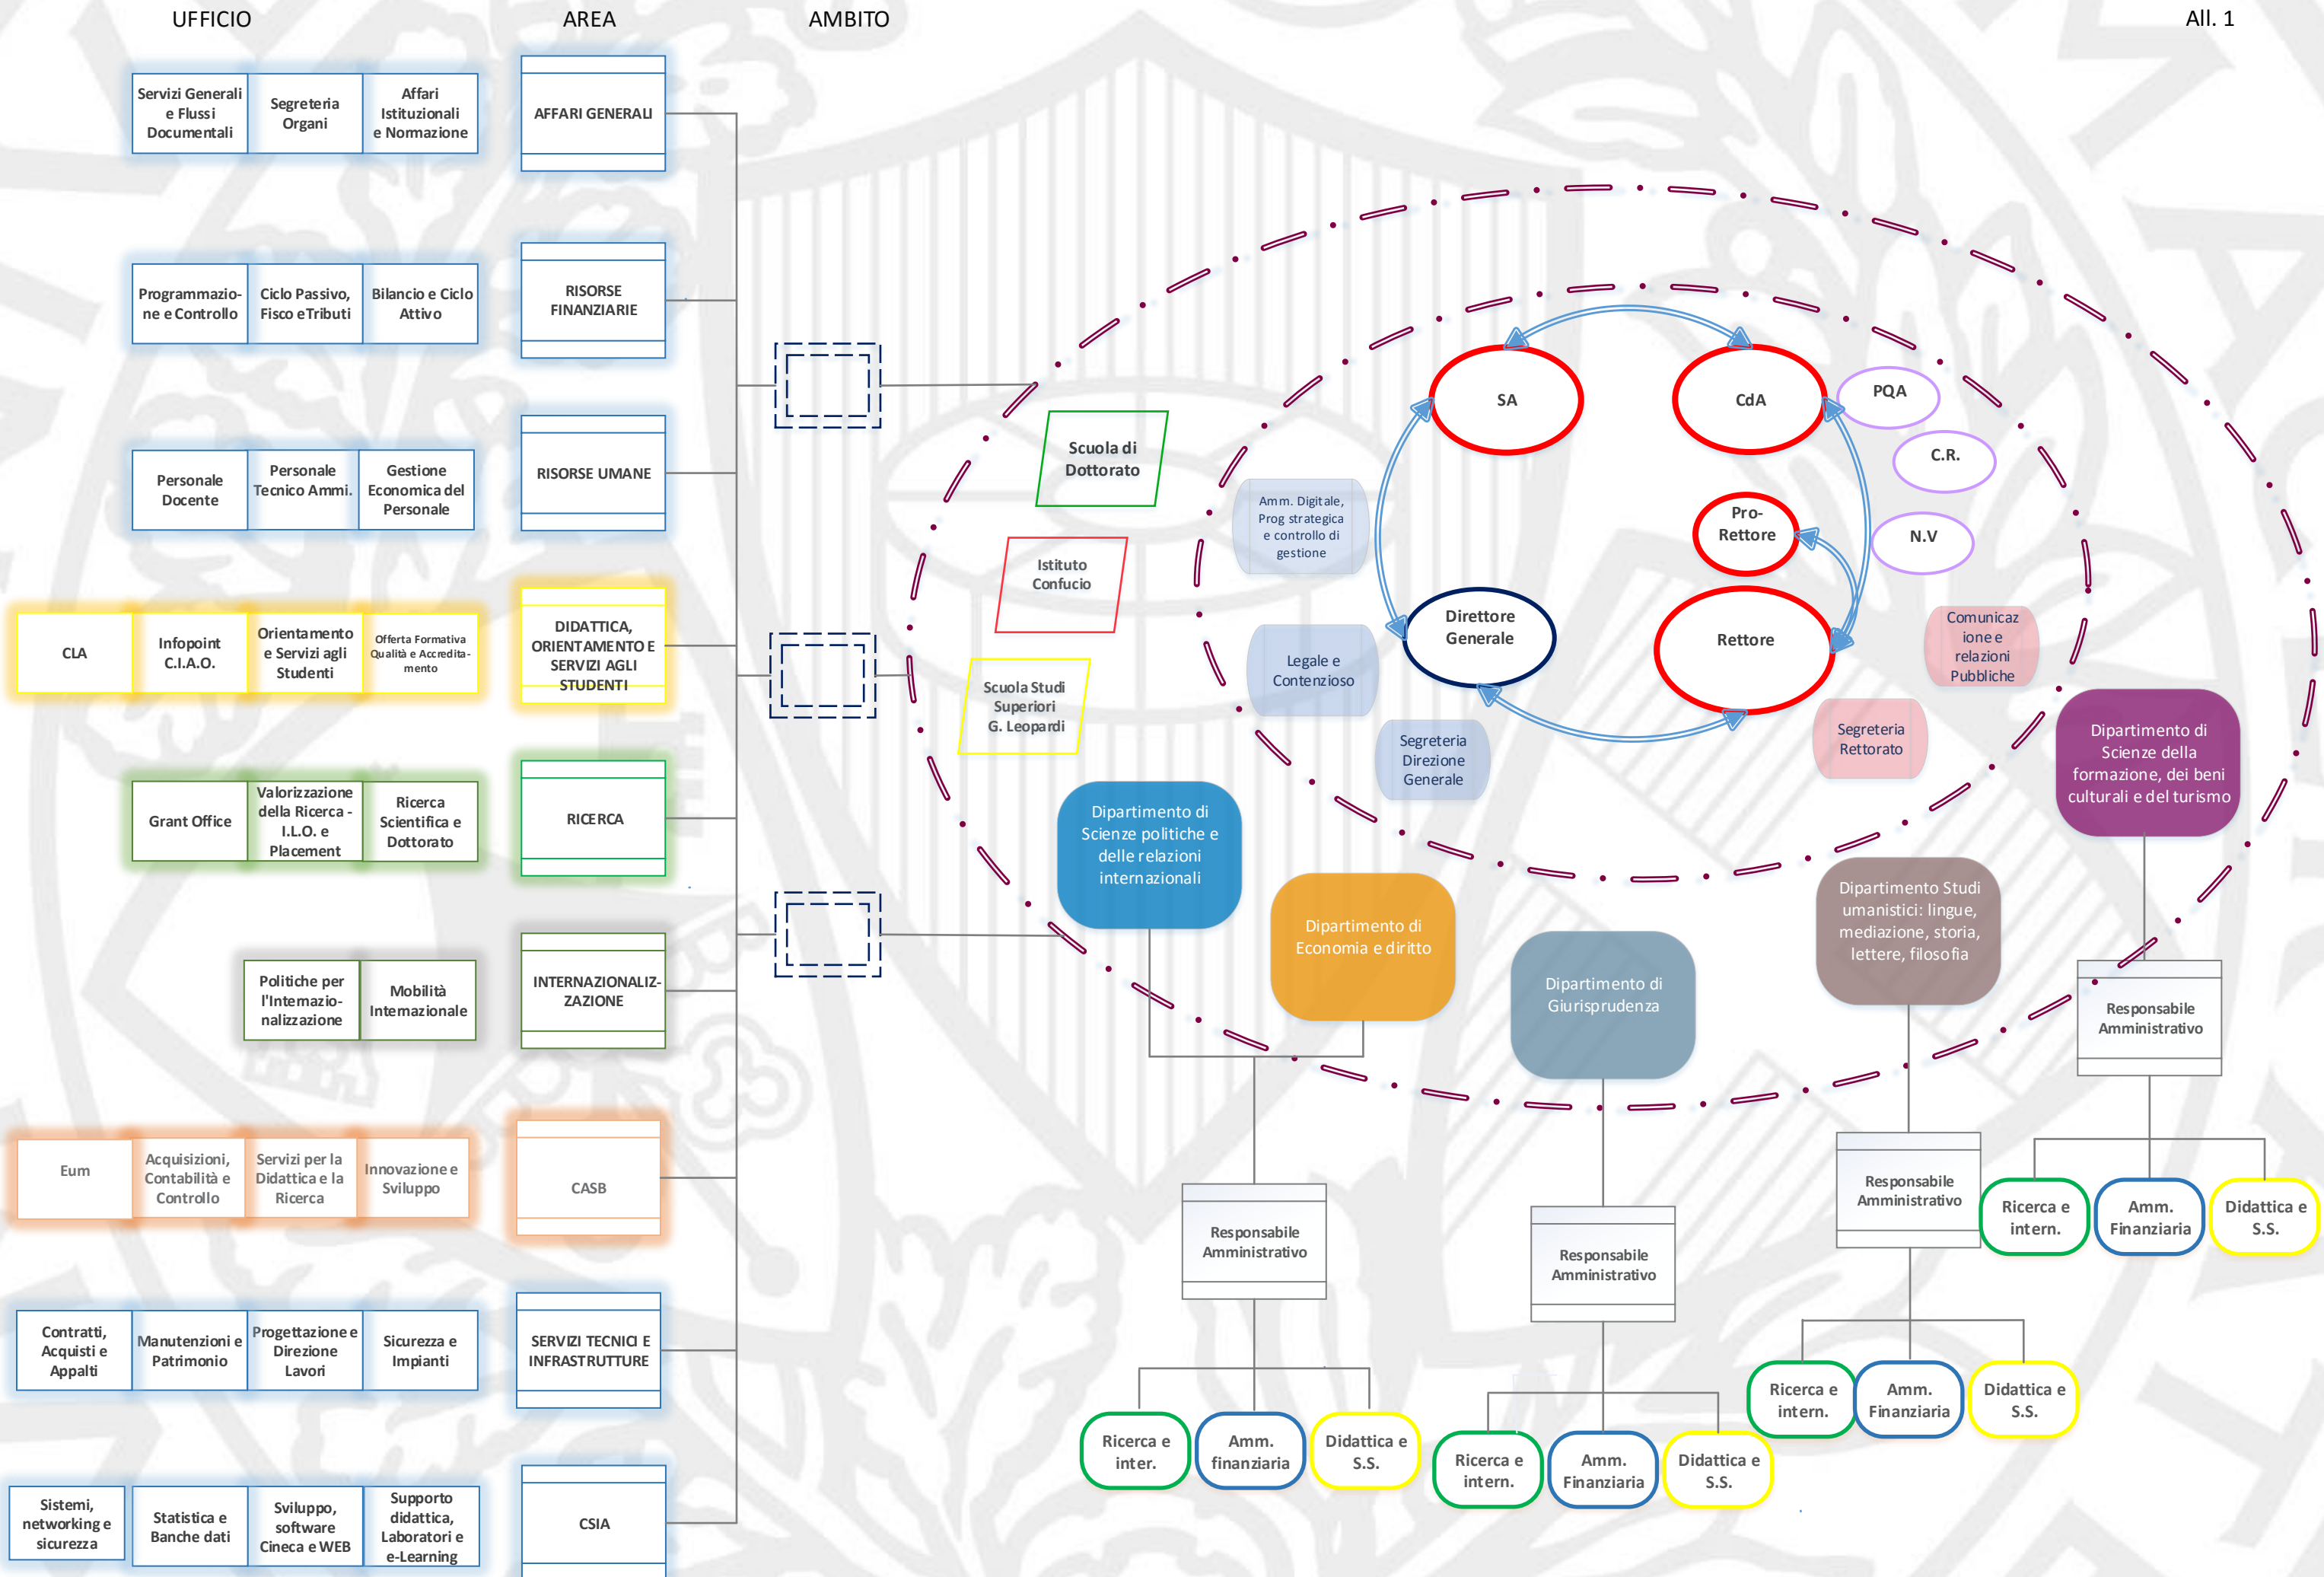 UFFICIO
AREA
AMBITO
All. 1
Servizi Generali
e Flussi
Documentali
Segreteria
Organi
Affari
Istituzionali
e Normazione
AFFARI GENERALI
Programmazio-
ne e Controllo
Ciclo Passivo,
Fisco eTributi
Bilancio e Ciclo
Attivo
RISORSE
FINANZIARIE
Personale
Docente
Personale
Tecnico Ammi.
Gestione
Economica del
Personale
RISORSE UMANE
CLA
Infopoint
C.I.A.O.
Orientamento
e Servizi agli
Studenti
Offerta Formativa
Qualità e Accredita-
mento
DIDATTICA,
ORIENTAMENTO E
SERVIZI AGLI
STUDENTI
Grant Office
Valorizzazione
della Ricerca -
I.L.O. e
Placement
Ricerca
Scientifica e
Dottorato
RICERCA
Politiche per
l'Internazio-
nalizzazione
Mobilità
Internazionale
INTERNAZIONALIZ-
ZAZIONE
Eum
Acquisizioni,
Contabilità e
Controllo
Servizi per la
Didattica e la
Ricerca
Innovazione e
Sviluppo
CASB
Contratti,
Acquisti e
Appalti
Manutenzioni e
Patrimonio
Progettazione e
Direzione
Lavori
Sicurezza e
Impianti
SERVIZI TECNICI E
INFRASTRUTTURE
Sistemi,
networking e
sicurezza
Statistica e
Banche dati
Sviluppo,
software
Cineca e WEB
Supporto
didattica,
Laboratori e
e-Learning
CSIA
Scuola di
Dottorato
Istituto
Confucio
Scuola Studi
Superiori
G. Leopardi
SA
CdA
PQA
C.R.
N.V
Pro-
Rettore
Rettore
Direttore
Generale
Amm. Digitale,
Prog strategica
e controllo di
gestione
Legale e
Contenzioso
Segreteria
Direzione
Generale
Comunicaz
ione e
relazioni
Pubbliche
Segreteria
Rettorato
Dipartimento di
Scienze politiche e
delle relazioni
internazionali
Dipartimento di
Economia e diritto
Dipartimento di
Giurisprudenza
Dipartimento Studi
umanistici: lingue,
mediazione, storia,
lettere, filosofia
Dipartimento di
Scienze della
formazione, dei beni
culturali e del turismo
Responsabile
Amministrativo
Ricerca e
inter.
Amm.
finanziaria
Didattica e
S.S.
Responsabile
Amministrativo
Ricerca e
intern.
Amm.
Finanziaria
Didattica e
S.S.
Responsabile
Amministrativo
Ricerca e
intern.
Amm.
Finanziaria
Didattica e
S.S.
Responsabile
Amministrativo
Ricerca e
intern.
Amm.
Finanziaria
Didattica e
S.S.